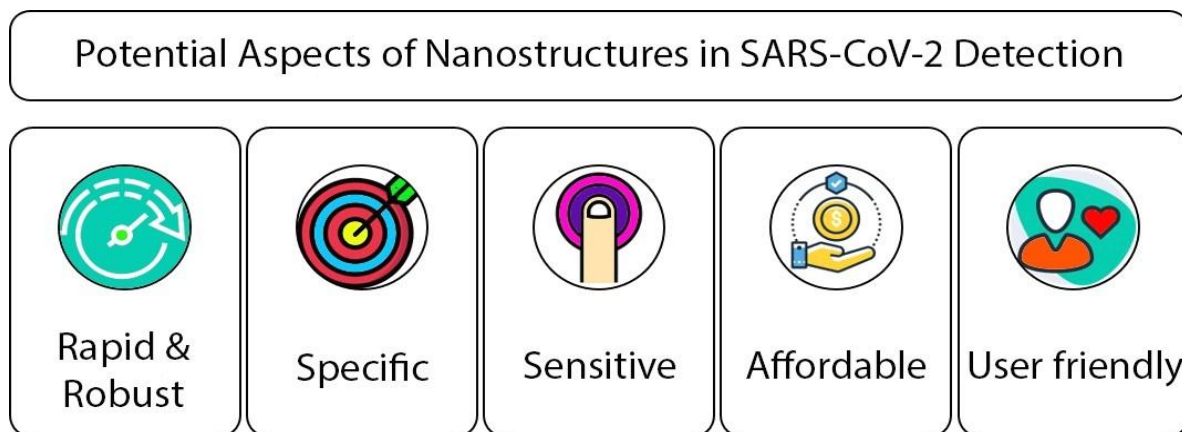 Potential Aspects of Nanostructures in SARS-CoV-2 Detection
Rapid &
Robust
Specific
Sensitive
$
Affordable
User friendly